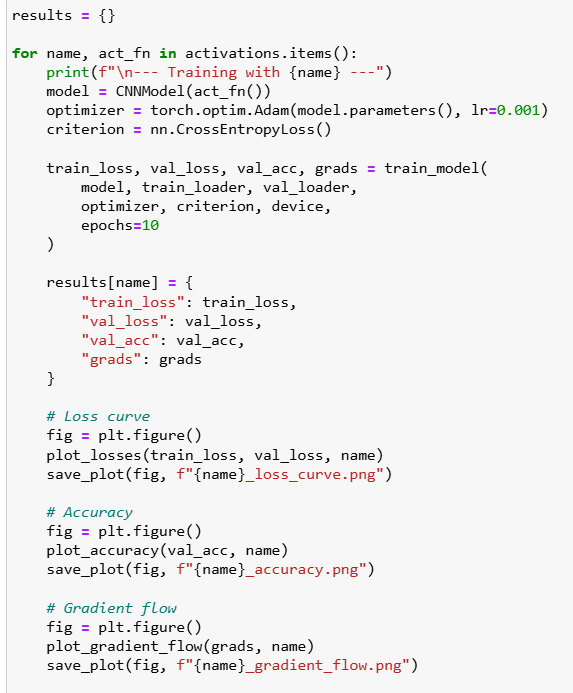 results = {}

for name, act_fn in activations.items():
    print(f"\n--- Training with {name} ---")
    model = CNNModel(act_fn())
    optimizer = torch.optim.Adam(model.parameters(), lr=0.001)
    criterion = nn.CrossEntropyLoss()

    train_loss, val_loss, val_acc, grads = train_model(
        model, train_loader, val_loader,
        optimizer, criterion, device,
        epochs=10
    )

    results[name] = {
        "train_loss": train_loss,
        "val_loss": val_loss,
        "val_acc": val_acc,
        "grads": grads
    }

    # Loss curve
    fig = plt.figure()
    plot_losses(train_loss, val_loss, name)
    save_plot(fig, f"{name}_loss_curve.png")

    # Accuracy
    fig = plt.figure()
    plot_accuracy(val_acc, name)
    save_plot(fig, f"{name}_accuracy.png")

    # Gradient flow
    fig = plt.figure()
    plot_gradient_flow(grads, name)
    save_plot(fig, f"{name}_gradient_flow.png")